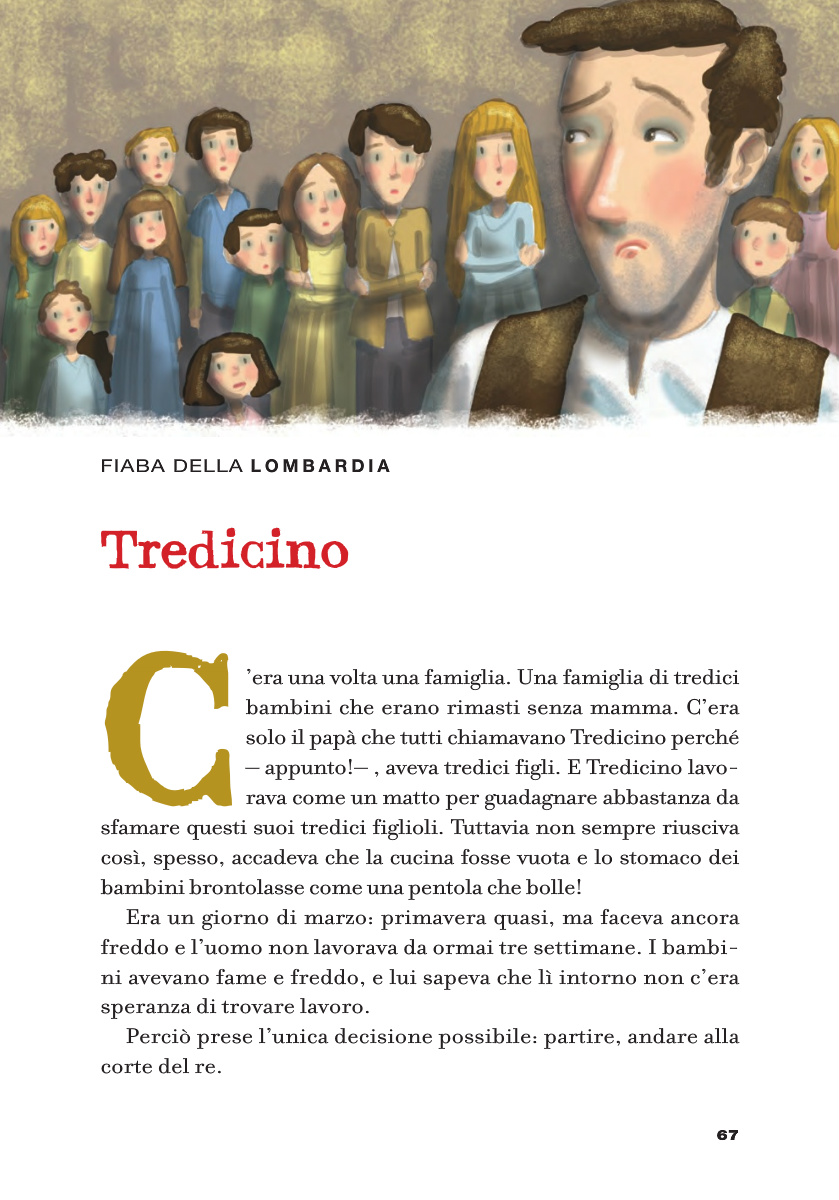 FIABA DELLA LOMBARDIA
Tredicino
C’era una volta una famiglia. Una famiglia di tredici
bambini che erano rimasti senza mamma. C’era
solo il papà che tutti chiamavano Tredicino perché
– appunto!– , aveva tredici figli. E Tredicino lavo-
rava come un matto per guadagnare abbastanza da
sfamare questi suoi tredici figlioli. Tuttavia non sempre riusciva
così, spesso, accadeva che la cucina fosse vuota e lo stomaco dei
bambini brontolasse come una pentola che bolle!
Era un giorno di marzo: primavera quasi, ma faceva ancora
freddo e l’uomo non lavorava da ormai tre settimane. I bambi-
ni avevano fame e freddo, e lui sapeva che lì intorno non c’era
speranza di trovare lavoro.
Perciò prese l’unica decisione possibile: partire, andare alla
corte del re.
67